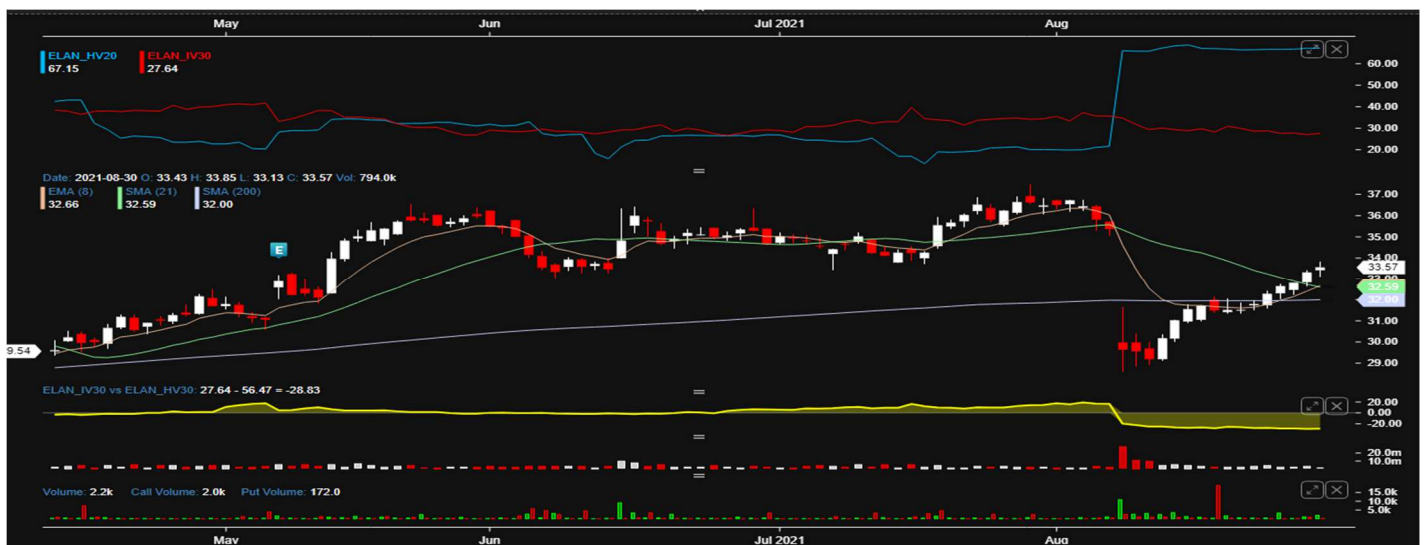 May Jun Jul 2021 Aug
ELAN_HV20 ELAN_IV30
67.15 27.64
60.00
50.00
40.00
30.00
20.00
Date: 2021-08-30 O: 33.43 H: 33.85 L: 33.13 C: 33.57 Vol: 794.0k
EMA (8) SMA (21) SMA (200)
32.66 32.59 32.00
37.00
36.00
35.00
34.00
33.57
32.59
32.00
31.00
30.00
9.54
29.00
ELAN_IV30 vs ELAN_HV30: 27.64 - 56.47 = -28.83
20.00
0.00
-20.00
20.0m
10.0m
Volume: 2.2k Call Volume: 2.0k Put Volume: 172.0
15.0k
10.0k
5.0k
E
May Jun Jul 2021 Aug